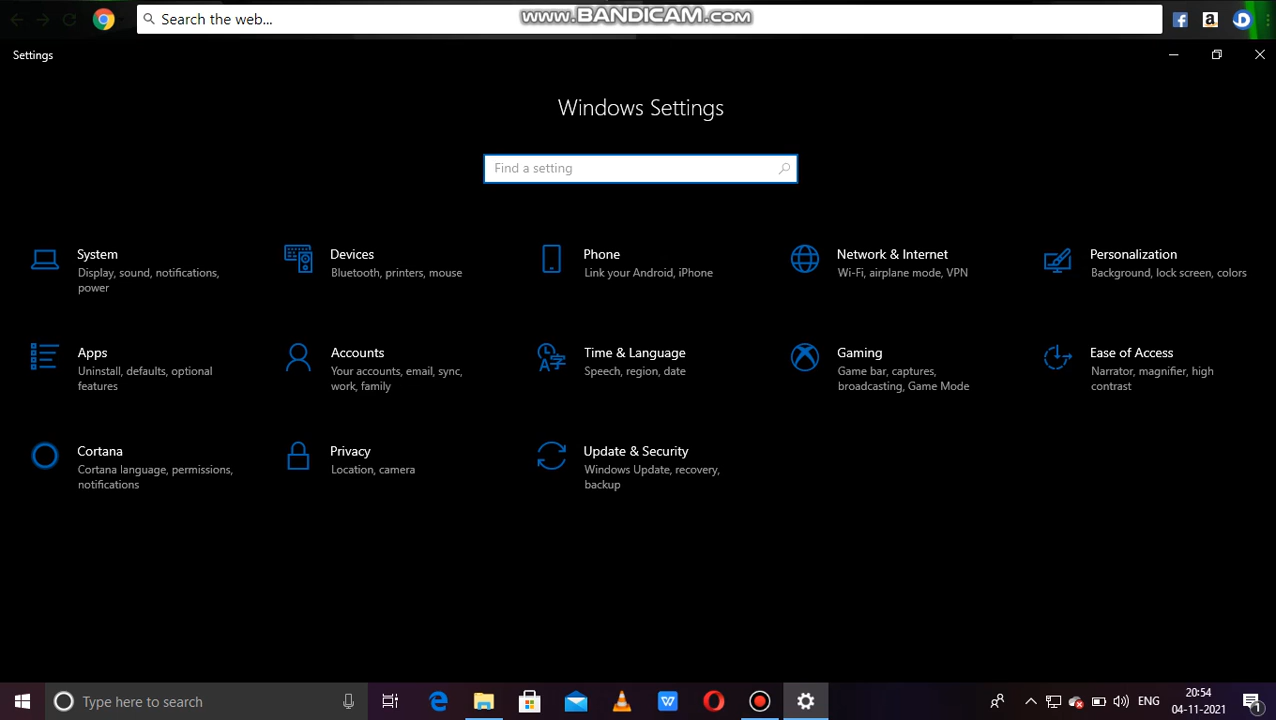 Search the web...
www.BANDICAM.com
Settings
Windows Settings
Find a setting
System
Display, sound, notifications,
power
Devices
Bluetooth, printers, mouse
Phone
Link your Android, iPhone
Network & Internet
Wi-Fi, airplane mode, VPN
Personalization
Background, lock screen, colors
Apps
Uninstall, defaults, optional
features
Accounts
Your accounts, email, sync,
work, family
Time & Language
Speech, region, date
Gaming
Game bar, captures,
broadcasting, Game Mode
Ease of Access
Narrator, magnifier, high
contrast
Cortana
Cortana language, permissions,
notifications
Privacy
Location, camera
Update & Security
Windows Update, recovery,
backup
Type here to search
ENG
20:54
04-11-2021
1